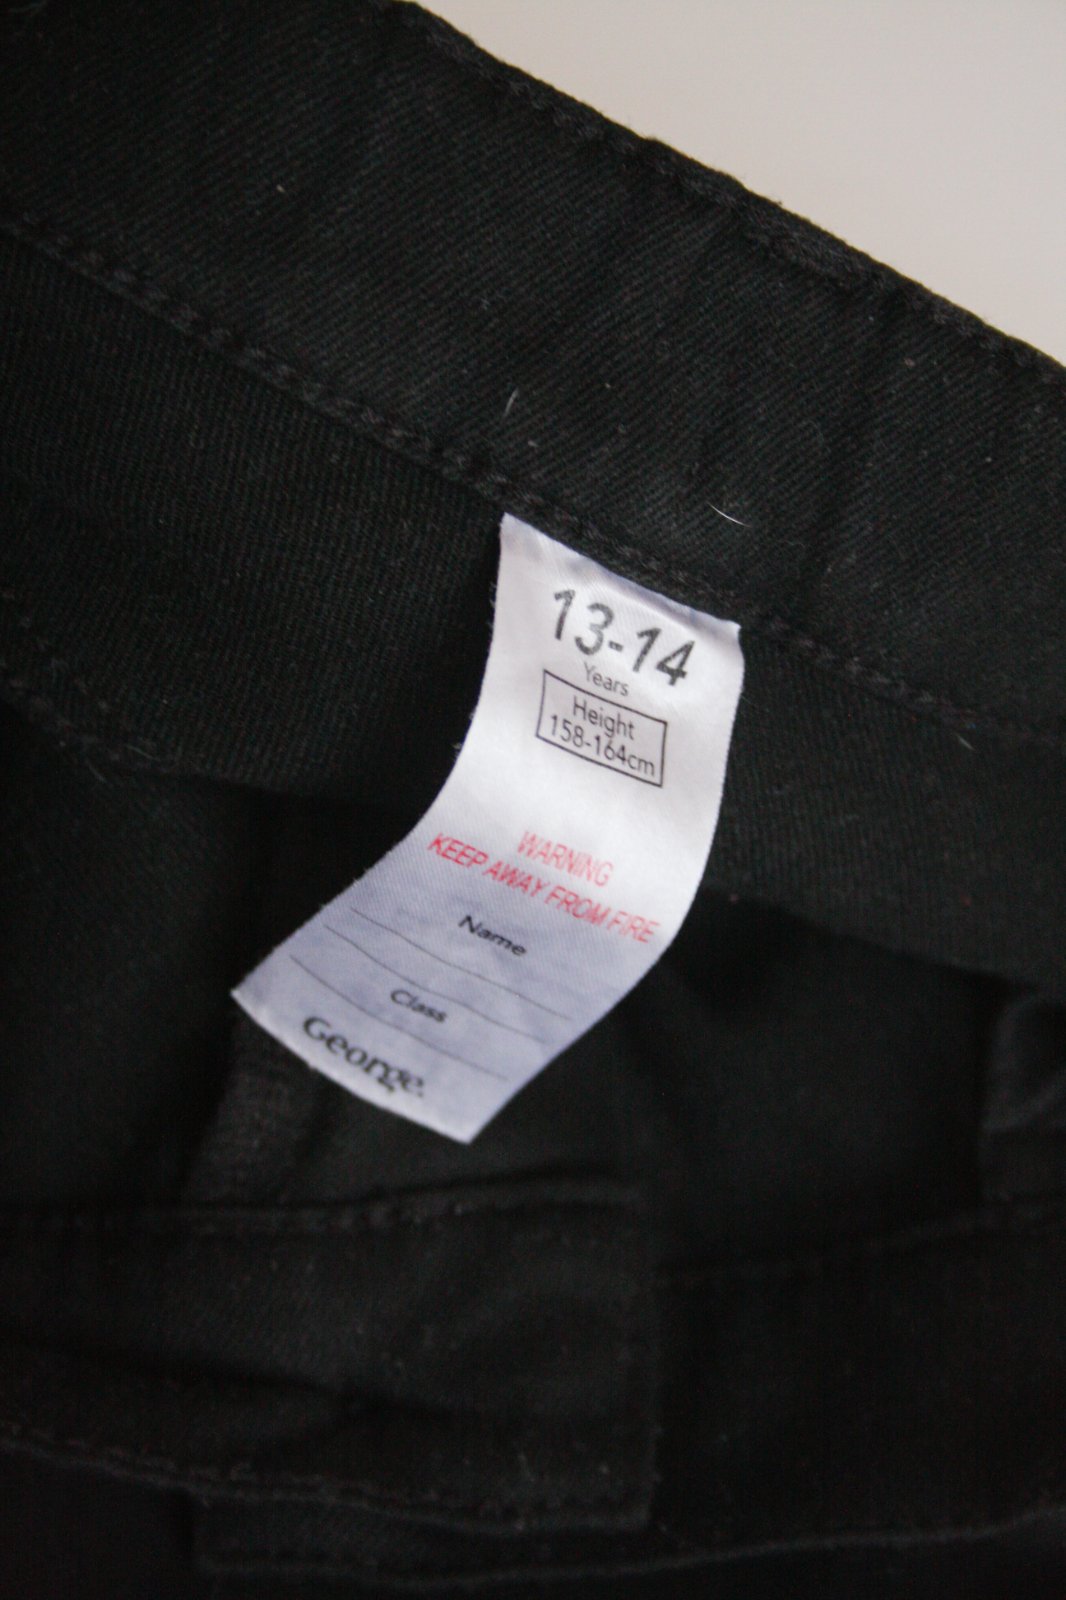 13-14
Years
Height
158-164cm
WARNING
KEEP AWAY FROM FIRE
Name
Class
George.